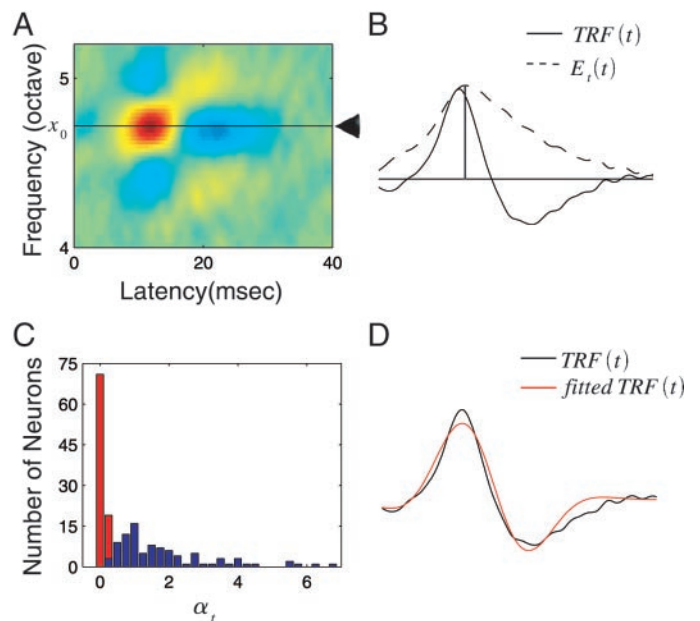 A
Frequency (octave)
5
x0
4
0
20
40
Latency(msec)
B
TRF (t)
Et(t)
C
Number of Neurons
75
60
45
30
15
0
2
4
6
αt
D
TRF (t)
fitted TRF (t)